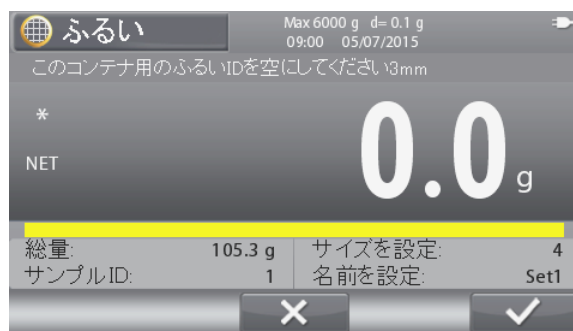 ふるい
Max 6000 g d= 0.1 g
09:00 05/07/2015
このコンテナ用のふるいIDを空にしてください3mm
*
NET
0.0 g
総量: 105.3 g サイズを設定: 4
サンプルID: 1 名前を設定: Set1